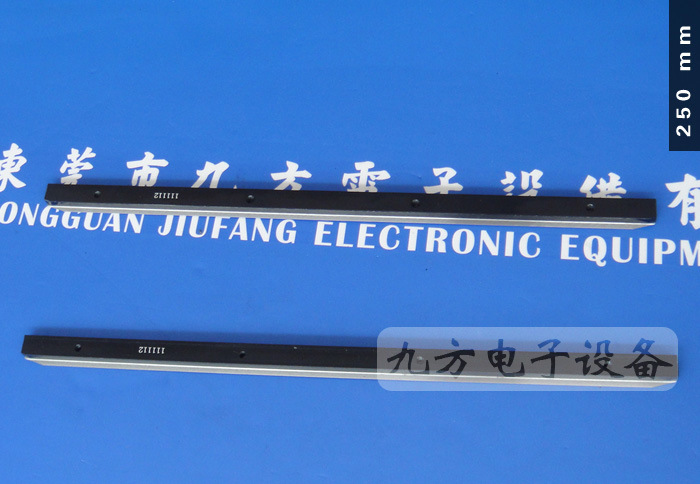 250 mm
東莞市九方電子設備有
ONGGUAN JIUFANG ELECTRONIC EQUIPM
111112
111112
九方电子设备